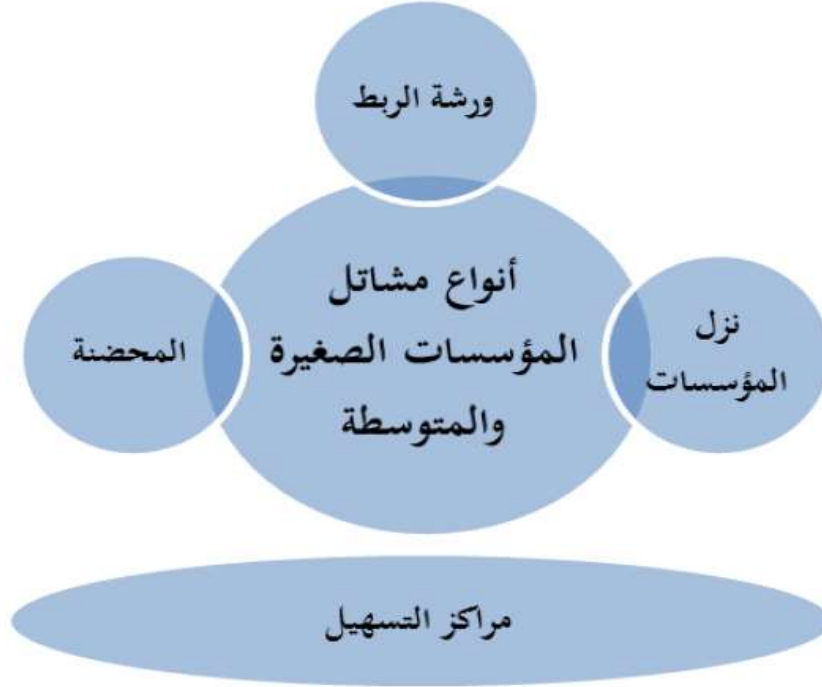 ورشة الربط
أنواع مشاتل
المؤسسات الصغيرة
والمتوسطة
نزل
المؤسسات
المحضنة
مراكز التسهيل